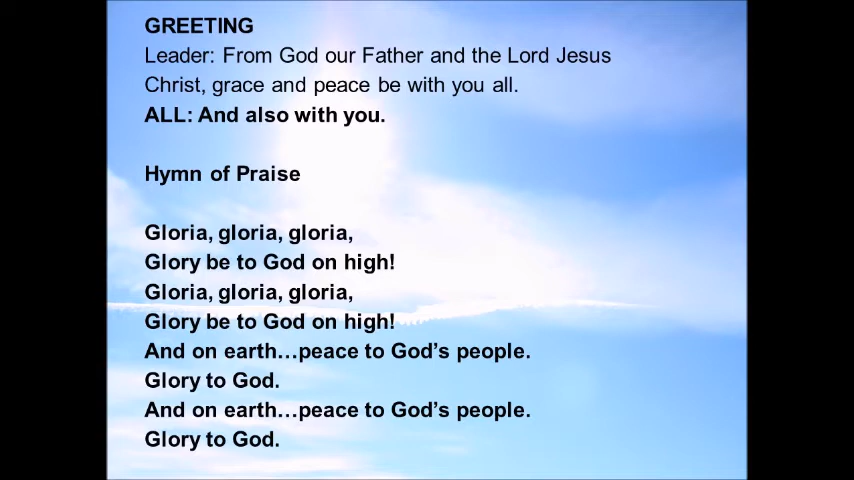 GREETING
Leader: From God our Father and the Lord Jesus
Christ, grace and peace be with you all.
ALL: And also with you.
Hymn of Praise
Gloria, gloria, gloria,
Glory be to God on high!
Gloria, gloria, gloria,
Glory be to God on high!
And on earth…peace to God’s people.
Glory to God.
And on earth…peace to God’s people.
Glory to God.